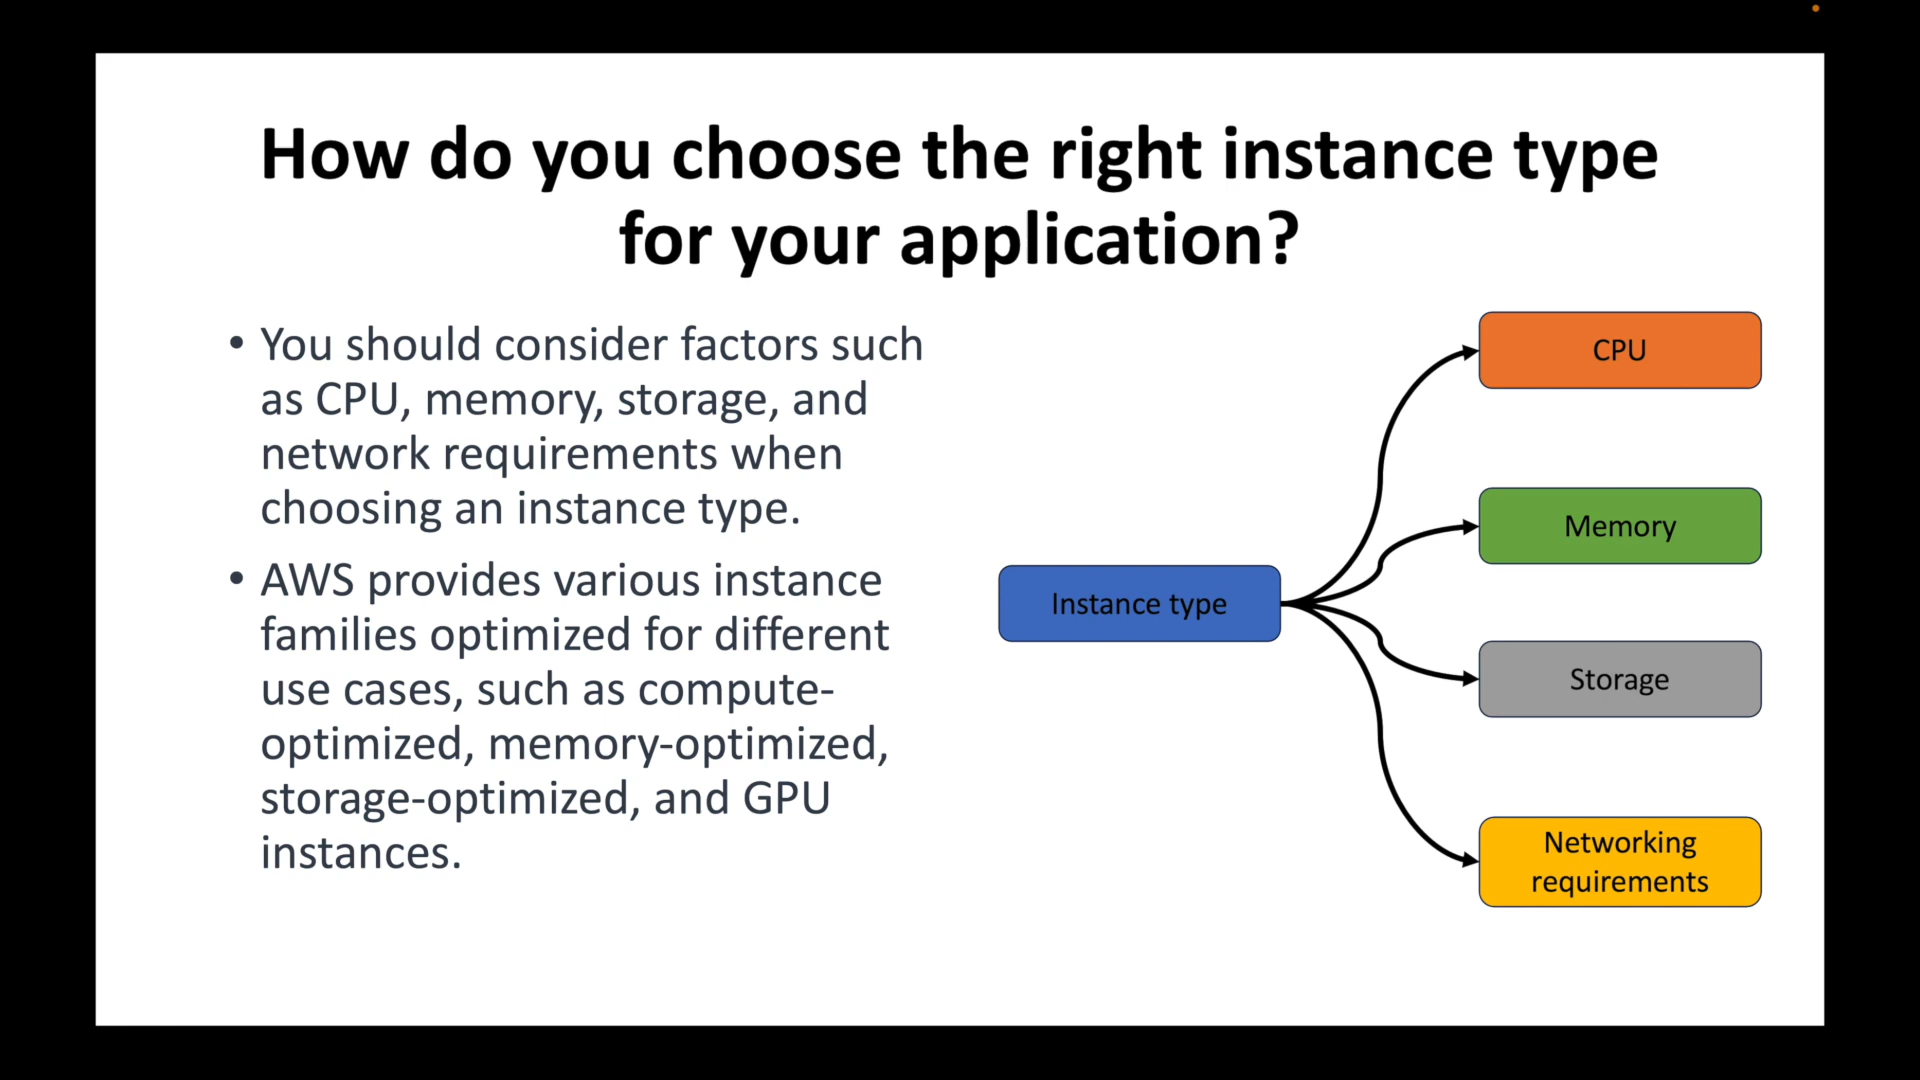 How do you choose the right instance type
for your application?
• You should consider factors such
as CPU, memory, storage, and
network requirements when
choosing an instance type.
• AWS provides various instance
families optimized for different
use cases, such as compute-
optimized, memory-optimized,
storage-optimized, and GPU
instances.
Instance type
CPU
Memory
Storage
Networking
requirements